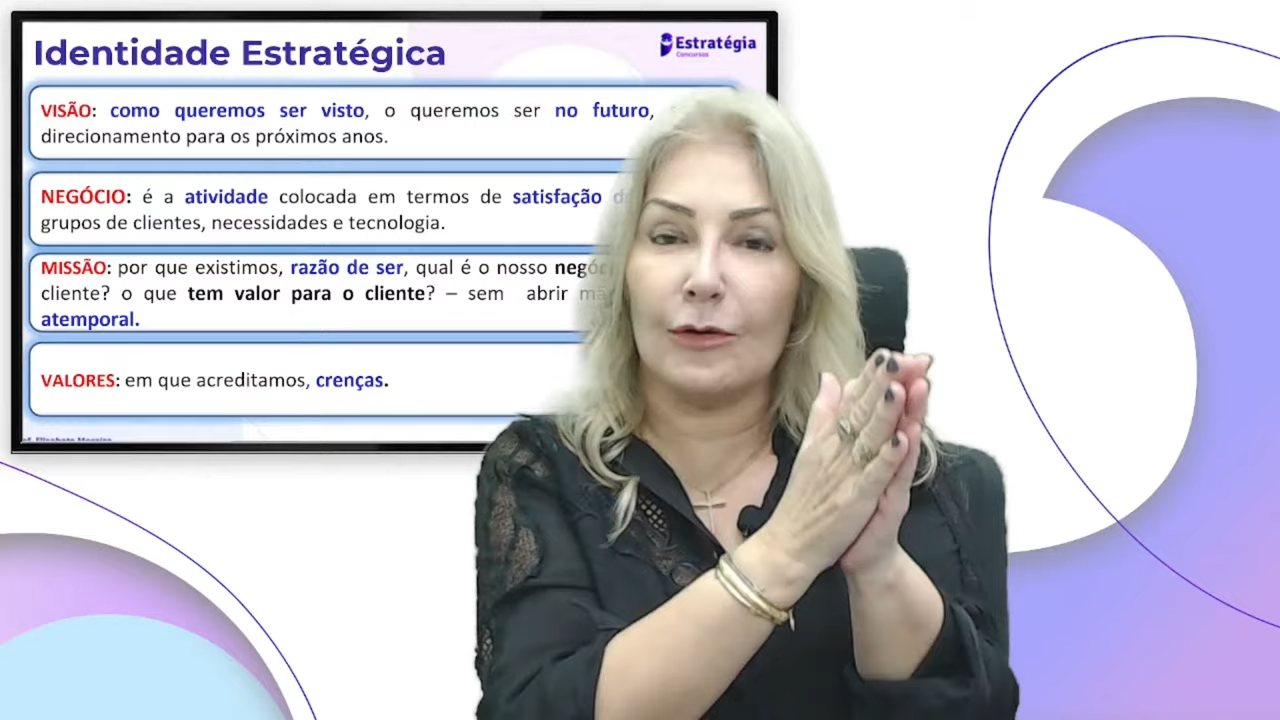 Identidade Estratégica
Estratégia
Concursos
VISÃO: como queremos ser visto, o queremos ser no futuro,
direcionamento para os próximos anos.
NEGÓCIO: é a atividade colocada em termos de satisfação
grupos de clientes, necessidades e tecnologia.
MISSÃO: por que existimos, razão de ser, qual é o nosso
cliente? o que tem valor para o cliente? – sem abrir
atemporal.
VALORES: em que acreditamos, crenças.